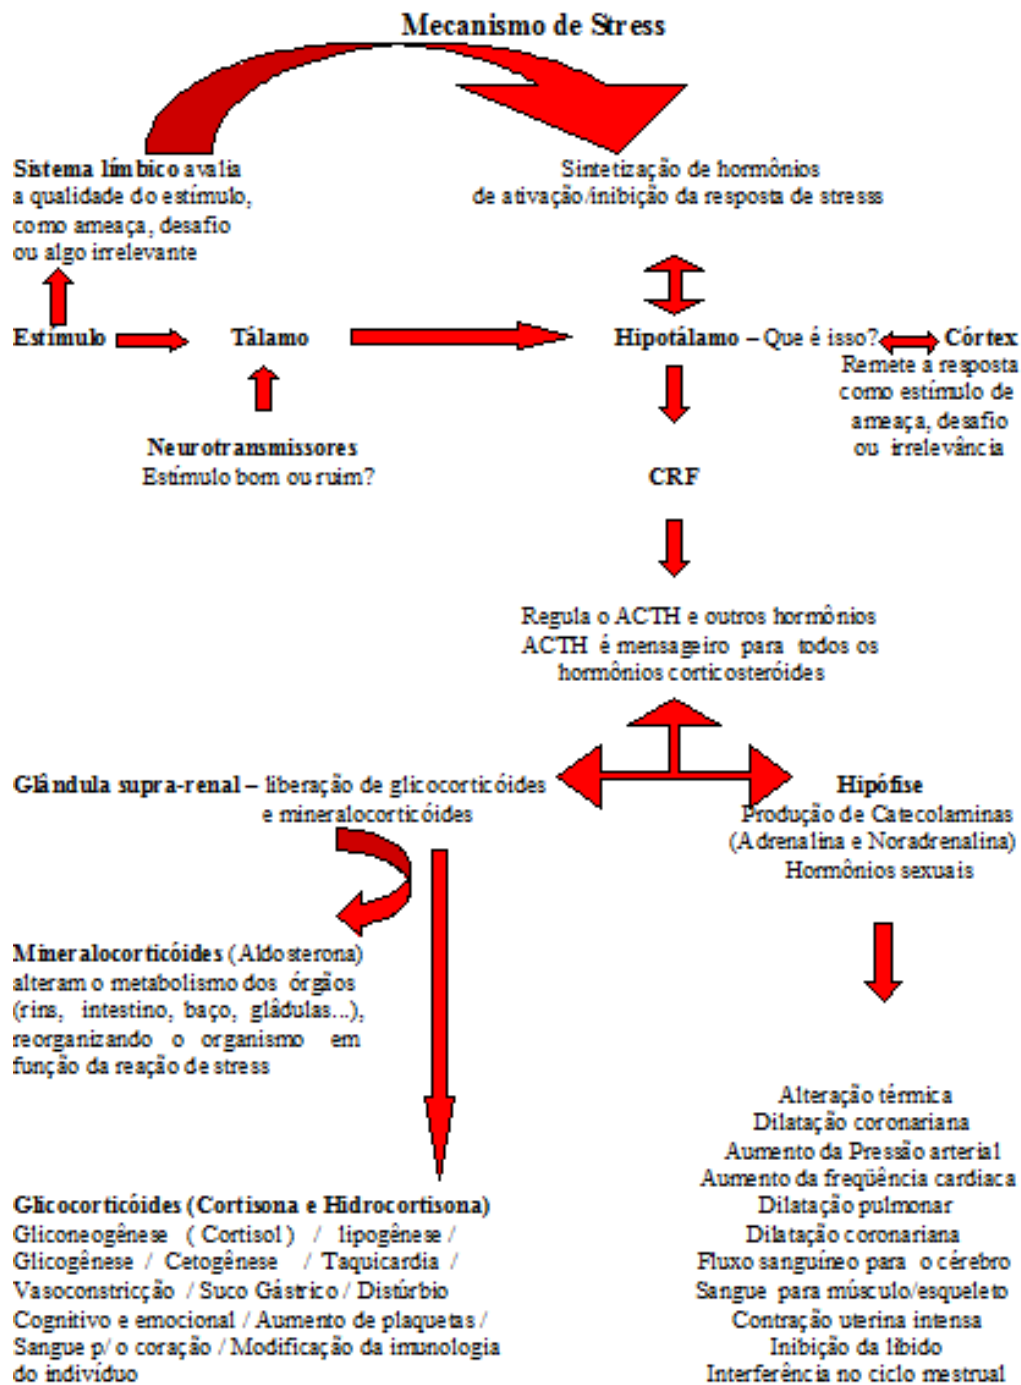 Mecanismo de Stress
Sistema límbico avalia
a qualidade do estímulo,
como ameaça, desafio
ou algo irrelevante
Sintetização de hormônios
de ativação/inibição da resposta de stresss
Estímulo
Tálamo
Hipotálamo – Que é isso?
Córtex
Remete a resposta
como estímulo de
ameaça, desafio
ou irrelevância
Neurotransmissores
Estímulo bom ou ruim?
CRF
Regula o ACTH e outros hormônios
ACTH é mensageiro para todos os
hormônios corticosteróides
Glândula supra-renal – liberação de glicocorticóides
e mineralocorticóides
Hipófise
Produção de Catecolaminas
(Adrenalina e Noradrenalina)
Hormônios sexuais
Mineralocorticóides (Aldosterona)
alteram o metabolismo dos órgãos
(rins, intestino, baço, glâdulas...),
reorganizando o organismo em
função da reação de stress
Glicocorticóides (Cortisona e Hidrocortisona)
Gliconeogênese ( Cortisol ) / lipogênese /
Glicogênese / Cetogênese / Taquicardia /
Vasoconstricção / Suco Gástrico / Distúrbio
Cognitivo e emocional / Aumento de plaquetas /
Sangue p/ o coração / Modificação da imunologia
do indivíduo
Alteração térmica
Dilatação coronariana
Aumento da Pressão arterial
Aumento da freqüência cardiaca
Dilatação pulmonar
Dilatação coronariana
Fluxo sanguíneo para o cérebro
Sangue para músculo/esqueleto
Contração uterina intensa
Inibição da líbido
Interferência no ciclo mestrual